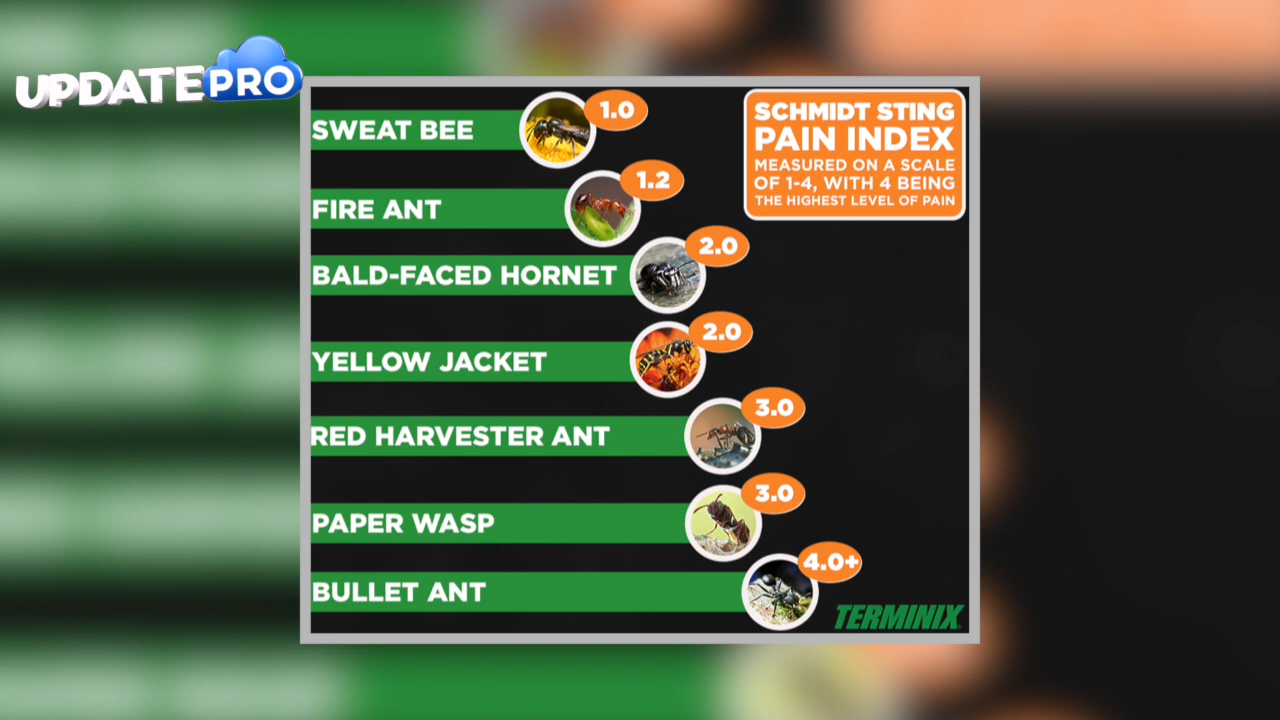 UPDATEPRO
SWEAT BEE
1.0
SCHMIDT STING
PAIN INDEX
MEASURED ON A SCALE
OF 1-4, WITH 4 BEING
THE HIGHEST LEVEL OF PAIN
FIRE ANT
1.2
BALD-FACED HORNET
2.0
YELLOW JACKET
2.0
RED HARVESTER ANT
3.0
PAPER WASP
3.0
BULLET ANT
4.0+
TERMINIX